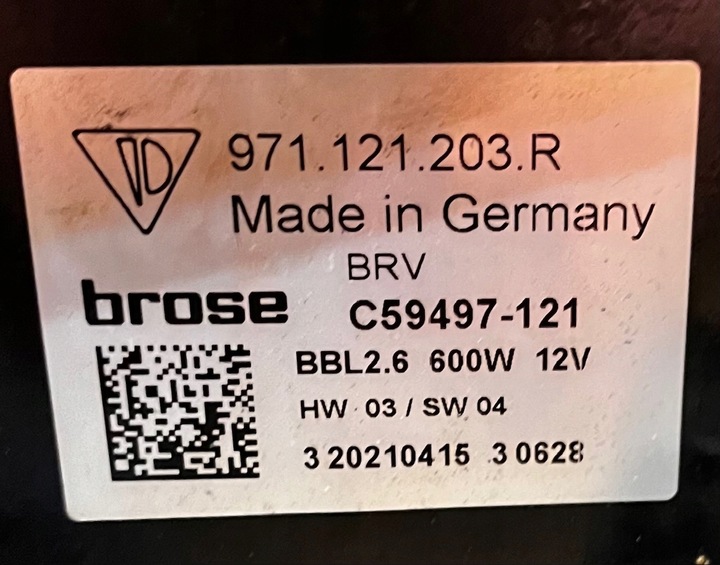 971.121.203.R
Made in Germany
BRV
brose
C59497-121
BBL2.6 600W 12V
HW 03 / SW 04
3 20210415 3 0628